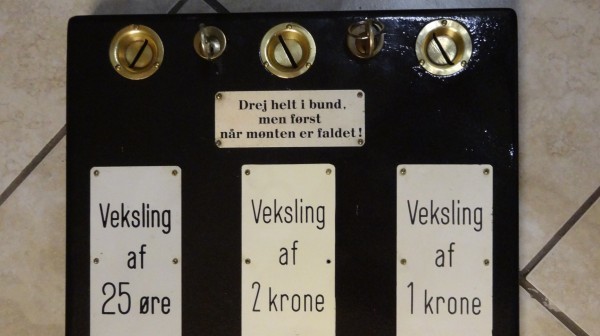 Drej helt i bund,
men først
når mønten er faldet!
Veksling
af
25 øre
Veksling
af
2 krone
Veksling
af
1 krone